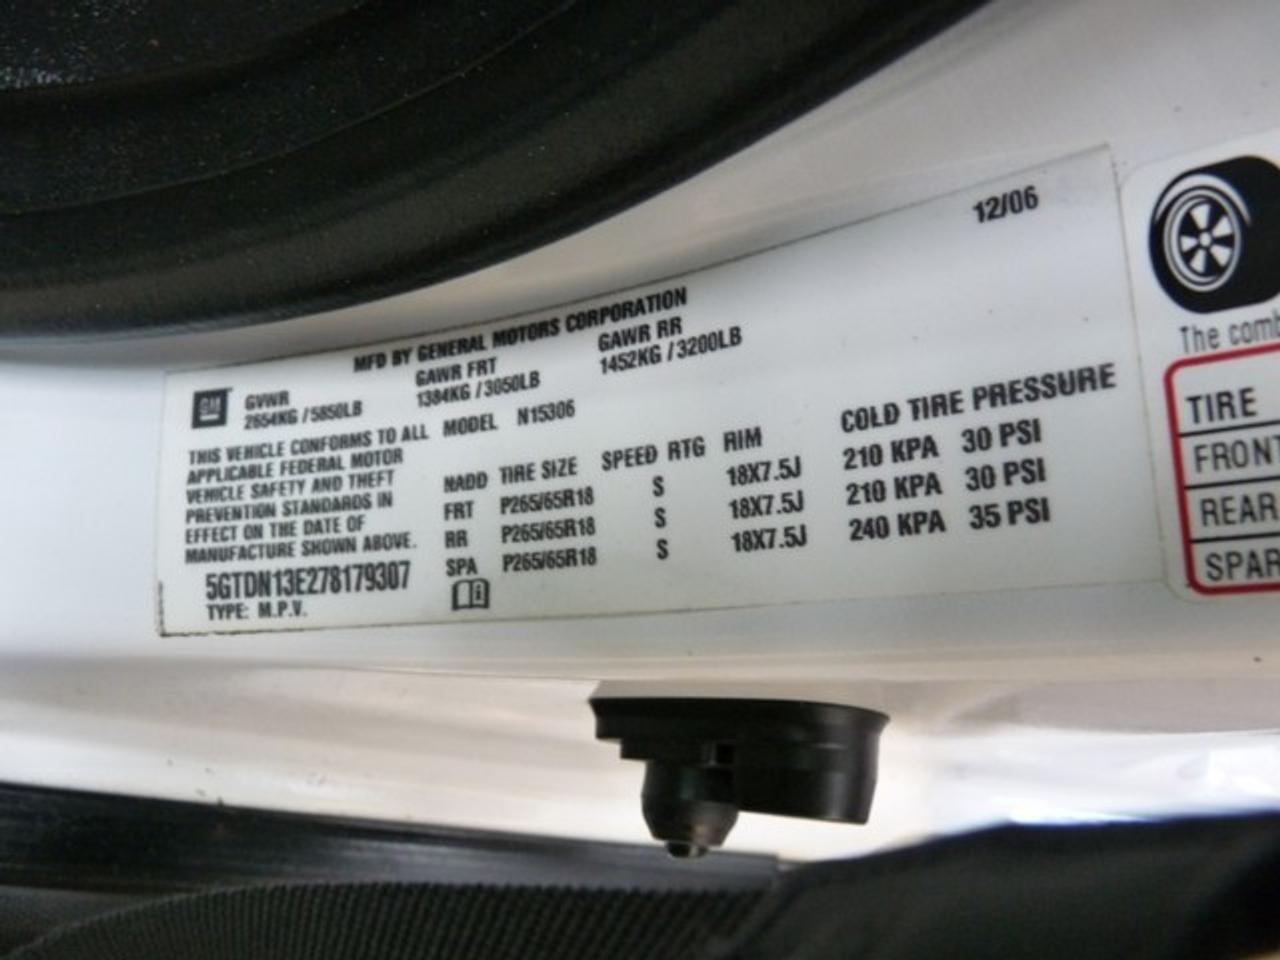 12/06
MFD BY GENERAL MOTORS CORPORATION
GM
GVWR GAWR FRT GAWR RR
2654KG / 5850LB 1384KG / 3050LB 1452KG / 3200LB
THIS VEHICLE CONFORMS TO ALL MODEL N15306
APPLICABLE FEDERAL MOTOR
VEHICLE SAFETY AND THEFT
PREVENTION STANDARDS IN
EFFECT ON THE DATE OF
MANUFACTURE SHOWN ABOVE.
5GTDN13E278179307
TYPE: M.P.V.
NADD TIRE SIZE SPEED RTG RIM COLD TIRE PRESSURE
FRT P265/65R18 S 18X7.5J 210 KPA 30 PSI
RR P265/65R18 S 18X7.5J 210 KPA 30 PSI
SPA P265/65R18 S 18X7.5J 240 KPA 35 PSI
The
TIRE
FRONT
REAR